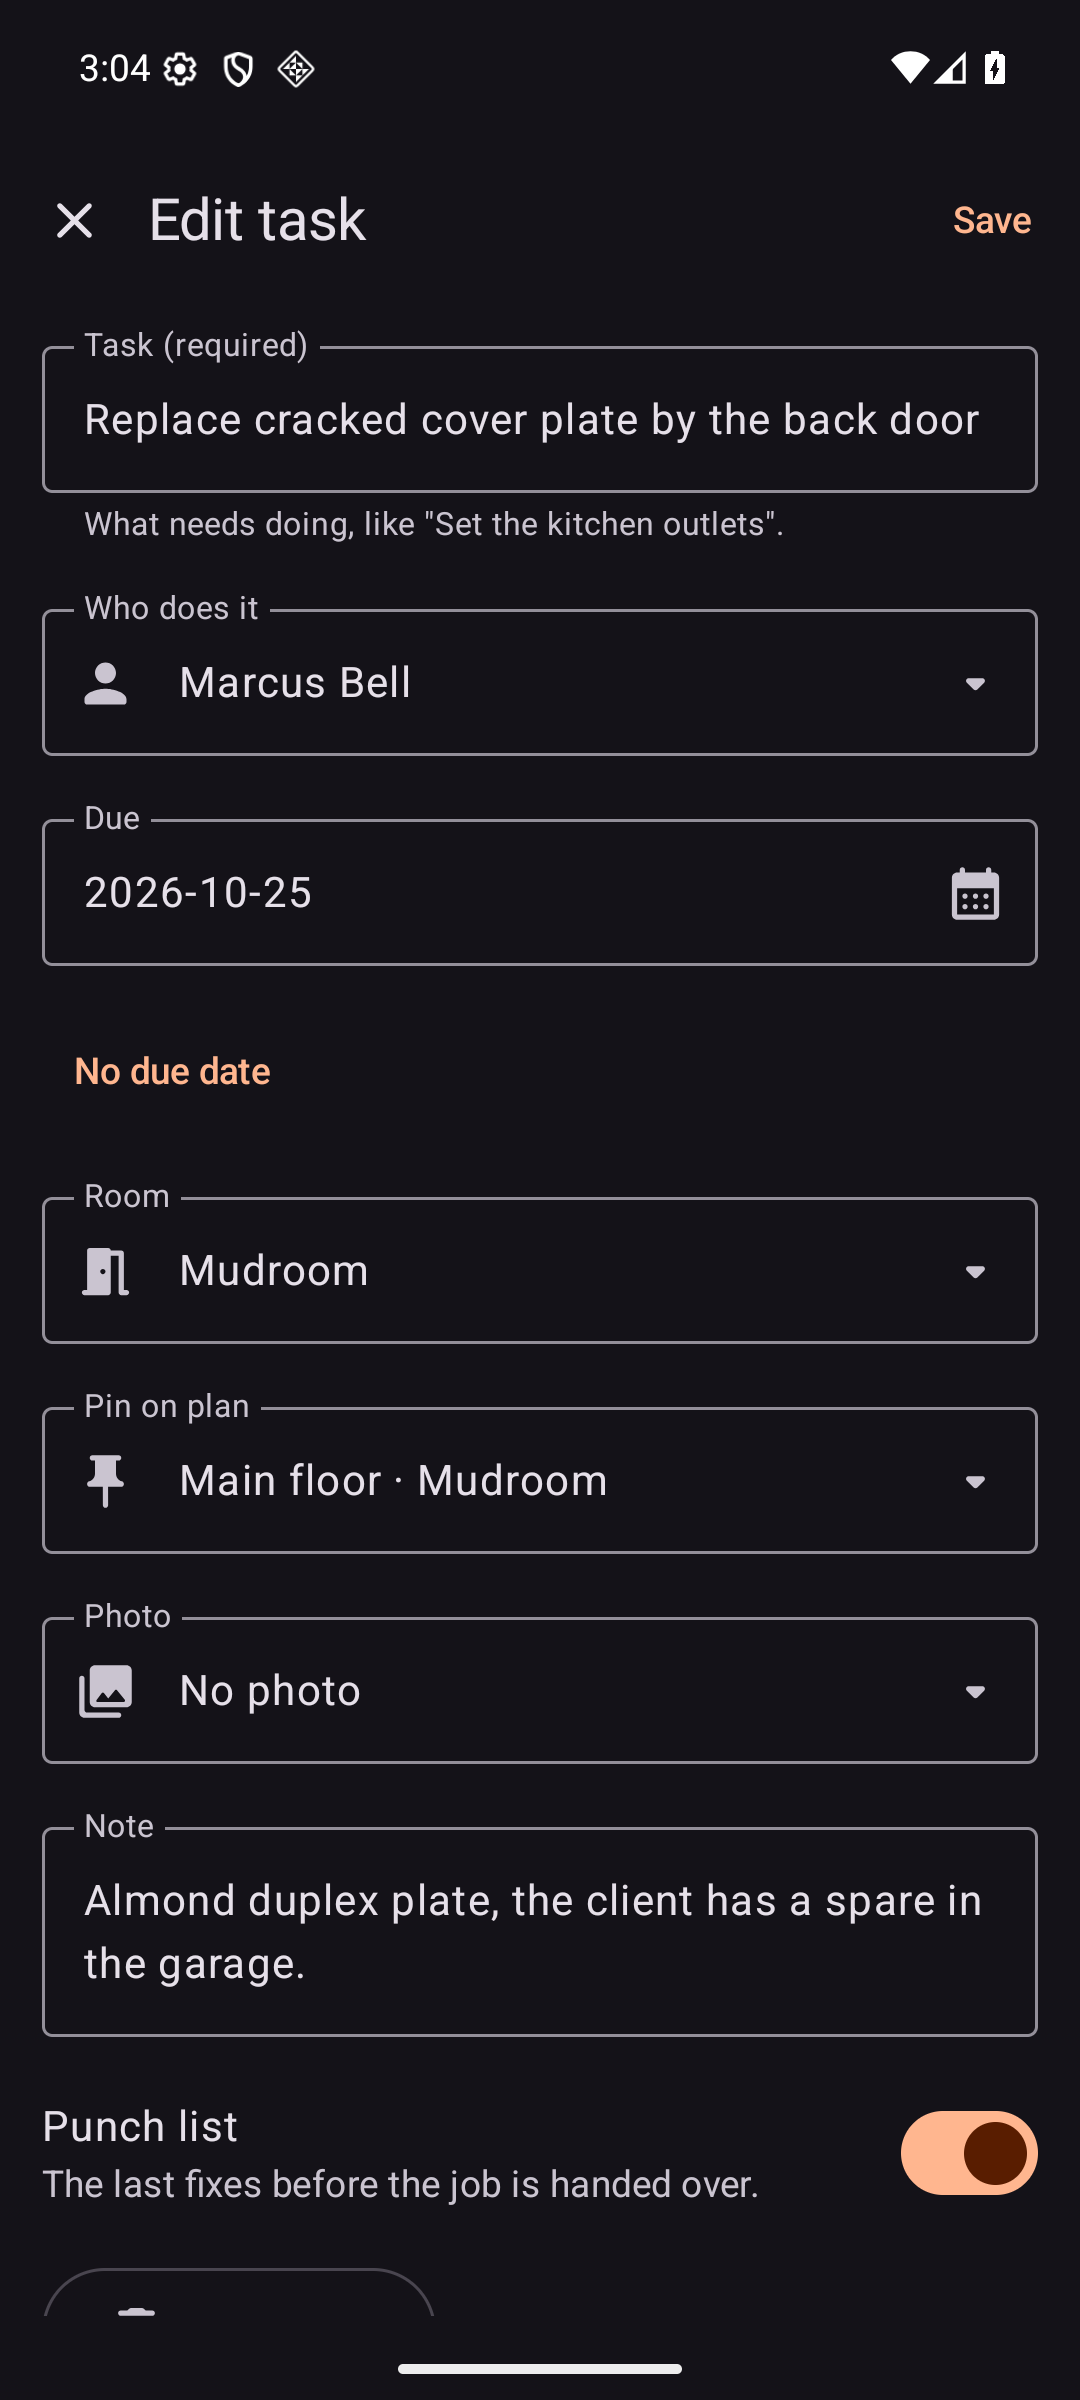 3:04
Edit task
Save
Task (required)
Replace cracked cover plate by the back door
What needs doing, like "Set the kitchen outlets".
Who does it
Marcus Bell
Due
2026-10-25
No due date
Room
Mudroom
Pin on plan
Main floor · Mudroom
Photo
No photo
Note
Almond duplex plate, the client has a spare in
the garage.
Punch list
The last fixes before the job is handed over.